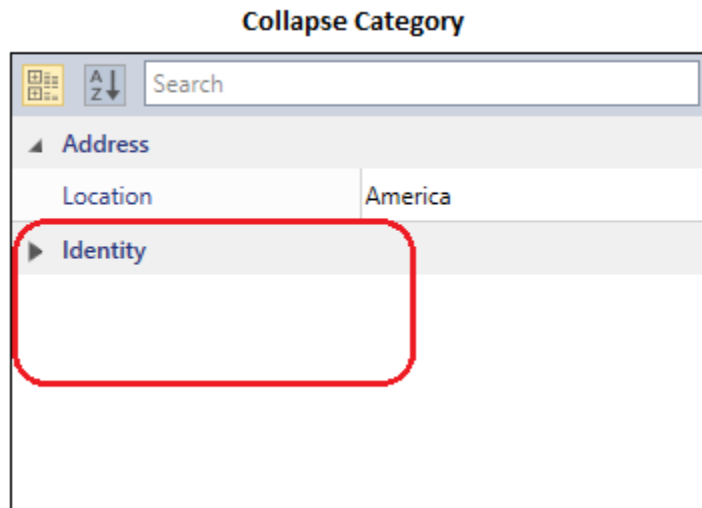 Collapse Category
A Z Search
Address
Location America
Identity